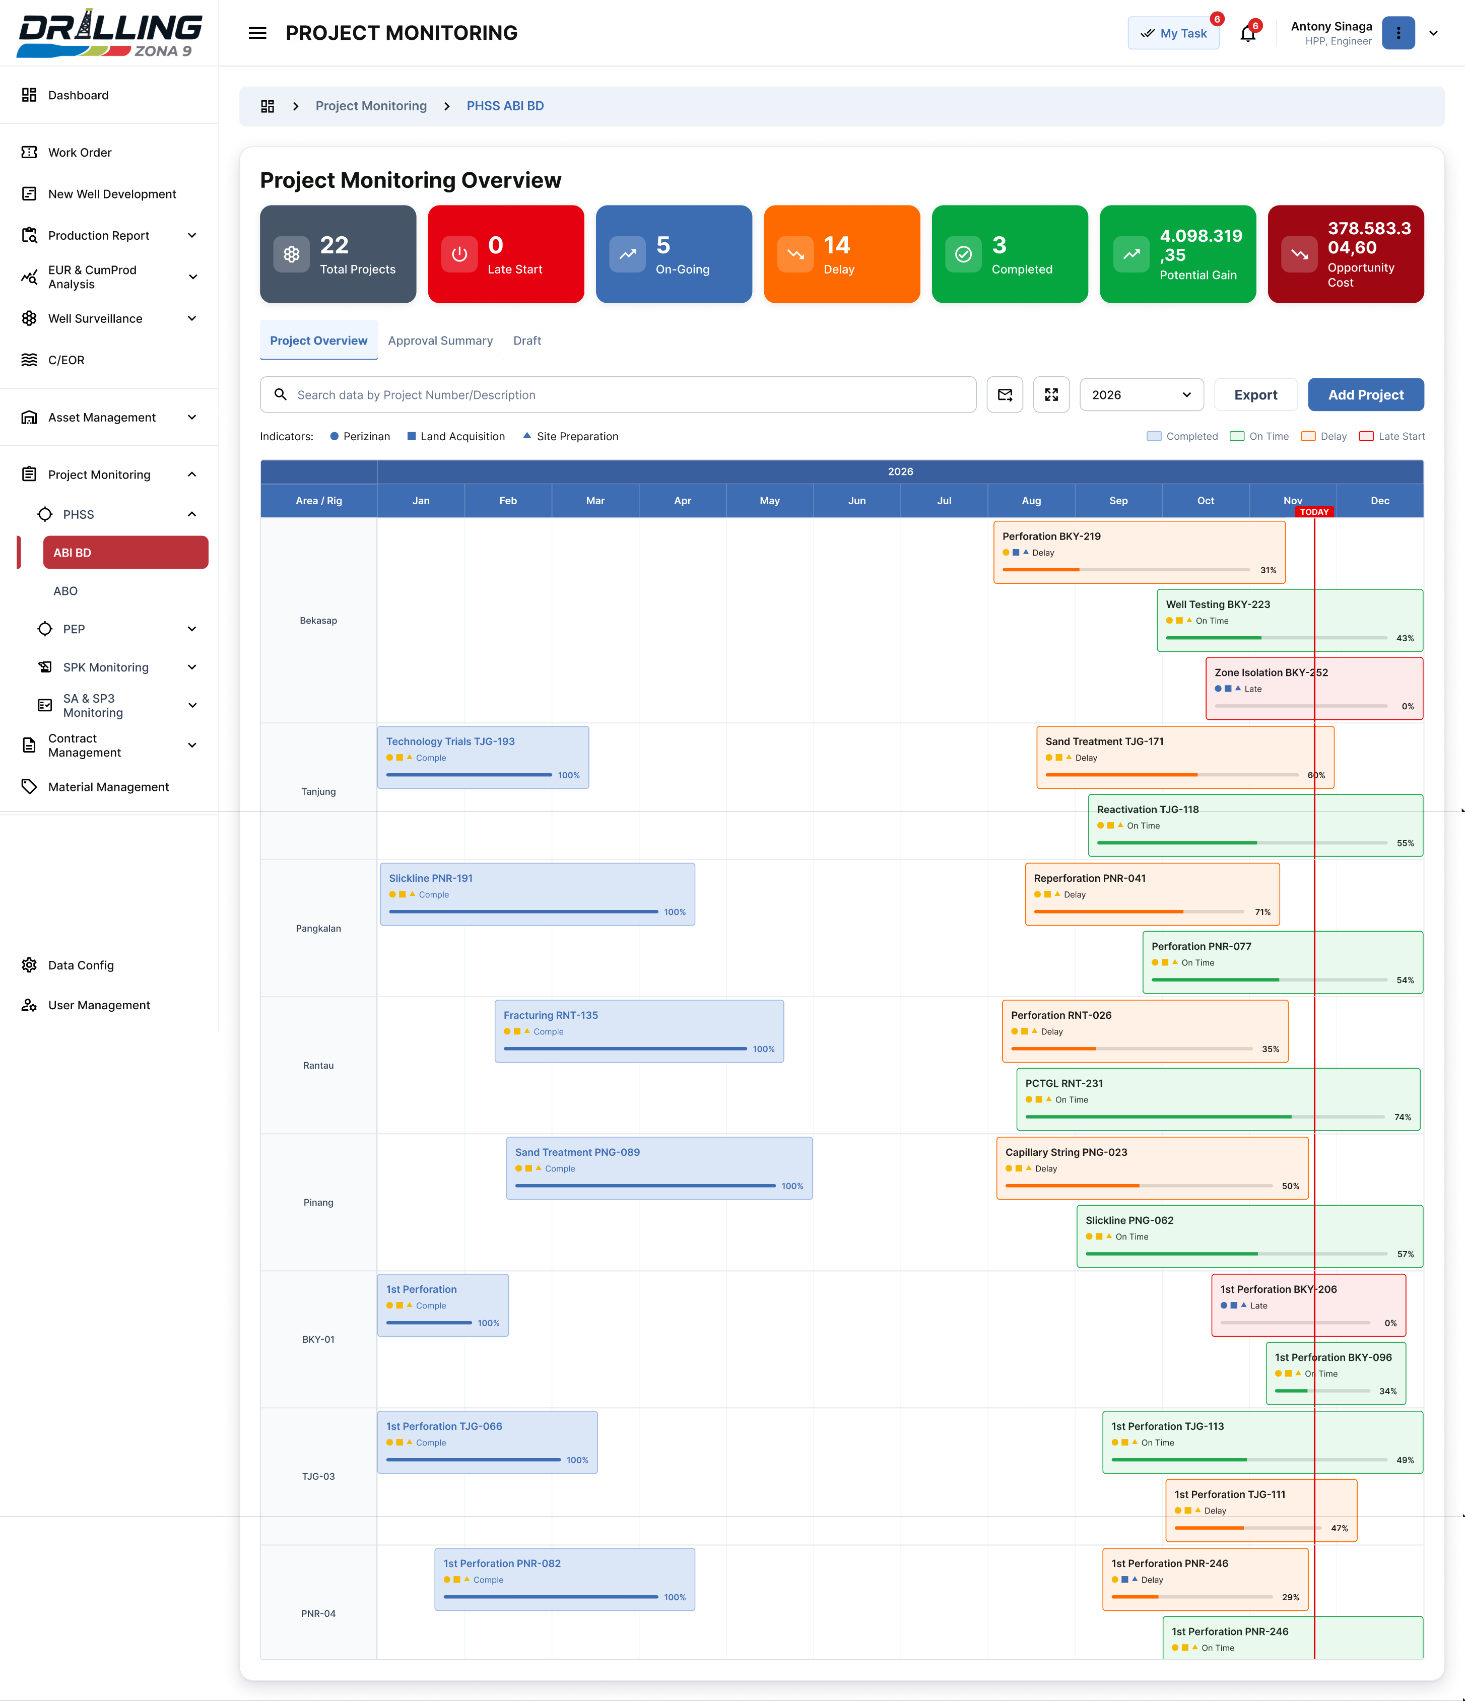 DRILLING
ZONA 9
PROJECT MONITORING
My Task
6
6
Antony Sinaga
HPP, Engineer
Dashboard
Work Order
New Well Development
Production Report
EUR & CumProd
Analysis
Well Surveillance
C/EOR
Asset Management
Project Monitoring
PHSS
ABI BD
ABO
PEP
SPK Monitoring
SA & SP3
Monitoring
Contract
Management
Material Management
Data Config
User Management
Project Monitoring
PHSS ABI BD
Project Monitoring Overview
22
Total Projects
0
Late Start
5
On-Going
14
Delay
3
Completed
4.098.319
,35
Potential Gain
378.583.3
04,60
Opportunity
Cost
Project Overview
Approval Summary
Draft
Search data by Project Number/Description
2026
Export
Add Project
Indicators:
Perizinan
Land Acquisition
Site Preparation
Completed
On Time
Delay
Late Start
2026
Area / Rig
Jan
Feb
Mar
Apr
May
Jun
Jul
Aug
Sep
Oct
Nov
Dec
TODAY
Bekasap
Perforation BKY-219
Delay
31%
Well Testing BKY-223
On Time
43%
Zone Isolation BKY-252
Late
0%
Tanjung
Technology Trials TJG-193
Comple
100%
Sand Treatment TJG-171
Delay
60%
Reactivation TJG-118
On Time
55%
Pangkalan
Slickline PNR-191
Comple
100%
Reperforation PNR-041
Delay
71%
Perforation PNR-077
On Time
54%
Rantau
Fracturing RNT-135
Comple
100%
Perforation RNT-026
Delay
35%
PCTGL RNT-231
On Time
74%
Pinang
Sand Treatment PNG-089
Comple
100%
Capillary String PNG-023
Delay
50%
Slickline PNG-062
On Time
57%
BKY-01
1st Perforation
Comple
100%
1st Perforation BKY-206
Late
0%
1st Perforation BKY-096
On Time
34%
TJG-03
1st Perforation TJG-066
Comple
100%
1st Perforation TJG-113
On Time
49%
1st Perforation TJG-111
Delay
47%
PNR-04
1st Perforation PNR-082
Comple
100%
1st Perforation PNR-246
Delay
29%
1st Perforation PNR-246
On Time